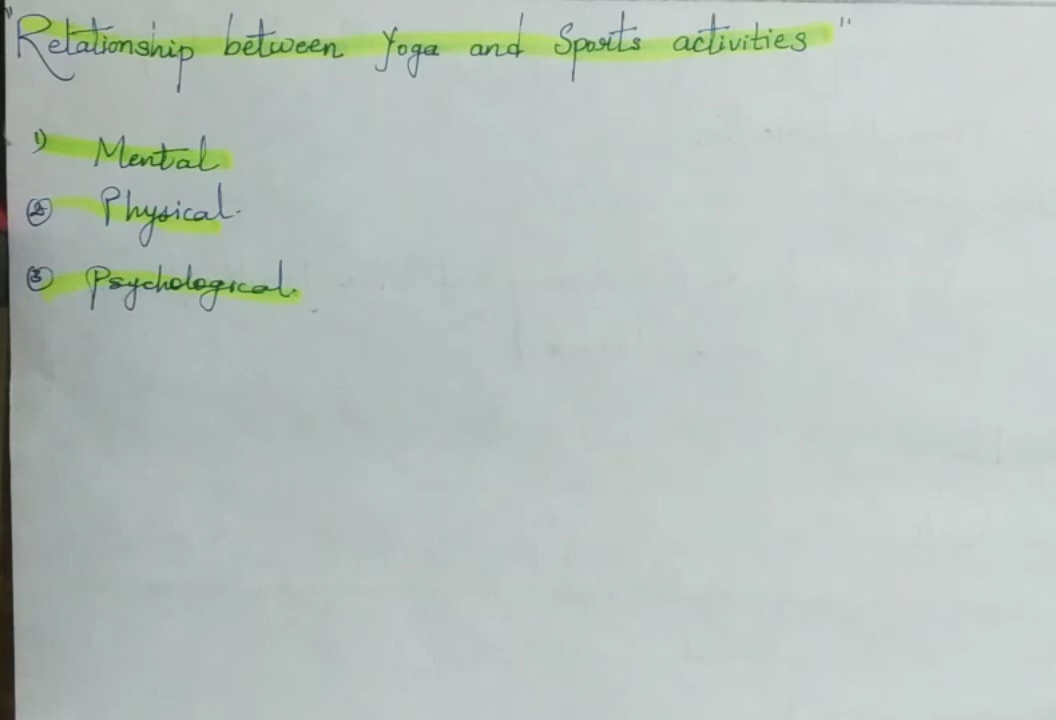 "Relationship between Yoga and Sports activities"
1) Mental
② Physical.
③ Psychological.